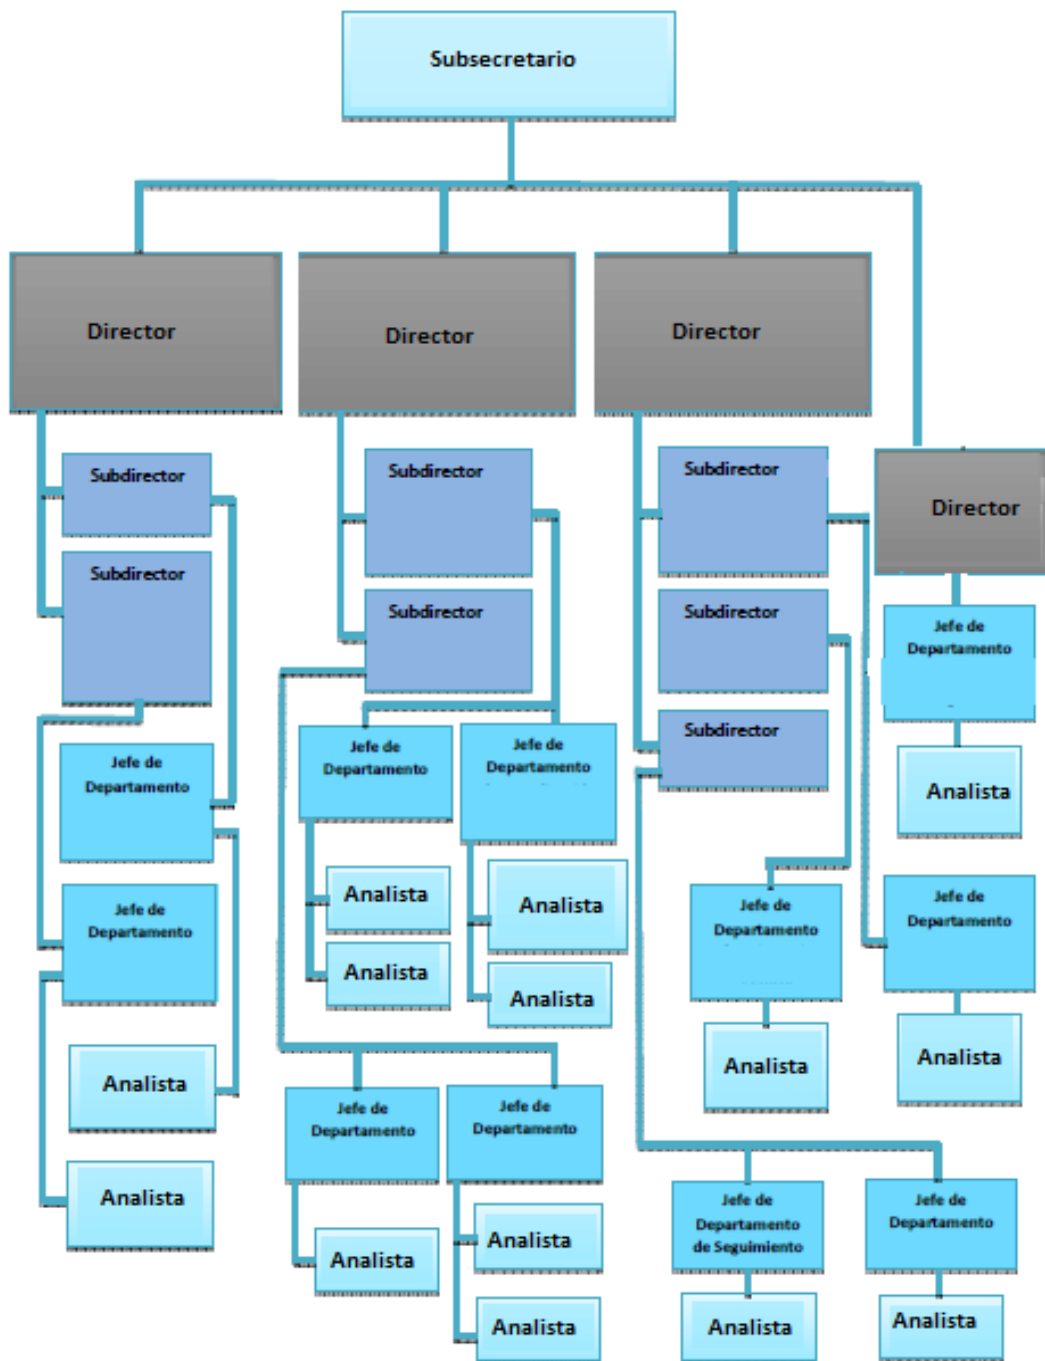 Subsecretario
Director
Director
Director
Director
Subdirector
Subdirector
Subdirector
Subdirector
Subdirector
Subdirector
Subdirector
Jefe de
Departamento
Jefe de
Departamento
Jefe de
Departamento
Jefe de
Departamento
Analista
Analista
Analista
Analista
Analista
Jefe de
Departamento
Jefe de
Departamento
Jefe de
Departamento
Analista
Analista
Analista
Analista
Jefe de
Departamento
Jefe de
Departamento
Analista
Analista
Analista
Analista
Jefe de
Departamento
de Seguimiento
Jefe de
Departamento
Analista
Analista